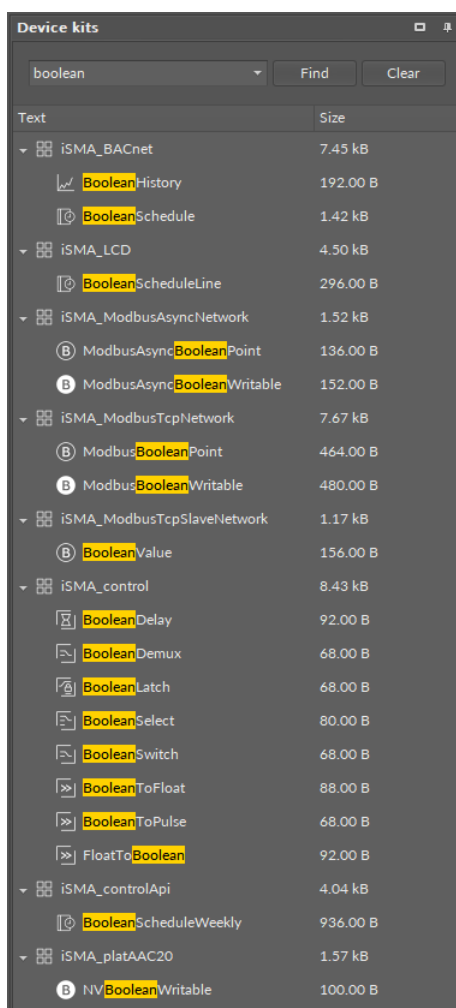 Device kits
boolean Find Clear
Text Size
iSMA_BACnet 7.45 kB
BooleanHistory 192.00 B
BooleanSchedule 1.42 kB
iSMA_LCD 4.50 kB
BooleanScheduleLine 296.00 B
iSMA_ModbusAsyncNetwork 1.52 kB
B ModbusAsyncBooleanPoint 136.00 B
B ModbusAsyncBooleanWritable 152.00 B
iSMA_ModbusTcpNetwork 7.67 kB
B ModbusBooleanPoint 464.00 B
B ModbusBooleanWritable 480.00 B
iSMA_ModbusTcpSlaveNetwork 1.17 kB
B BooleanValue 156.00 B
iSMA_control 8.43 kB
BooleanDelay 92.00 B
BooleanDemux 68.00 B
BooleanLatch 68.00 B
BooleanSelect 80.00 B
BooleanSwitch 68.00 B
BooleanToFloat 88.00 B
BooleanToPulse 68.00 B
FloatToBoolean 92.00 B
iSMA_controlApi 4.04 kB
BooleanScheduleWeekly 936.00 B
iSMA_platAAC20 1.57 kB
B NVBooleanWritable 100.00 B